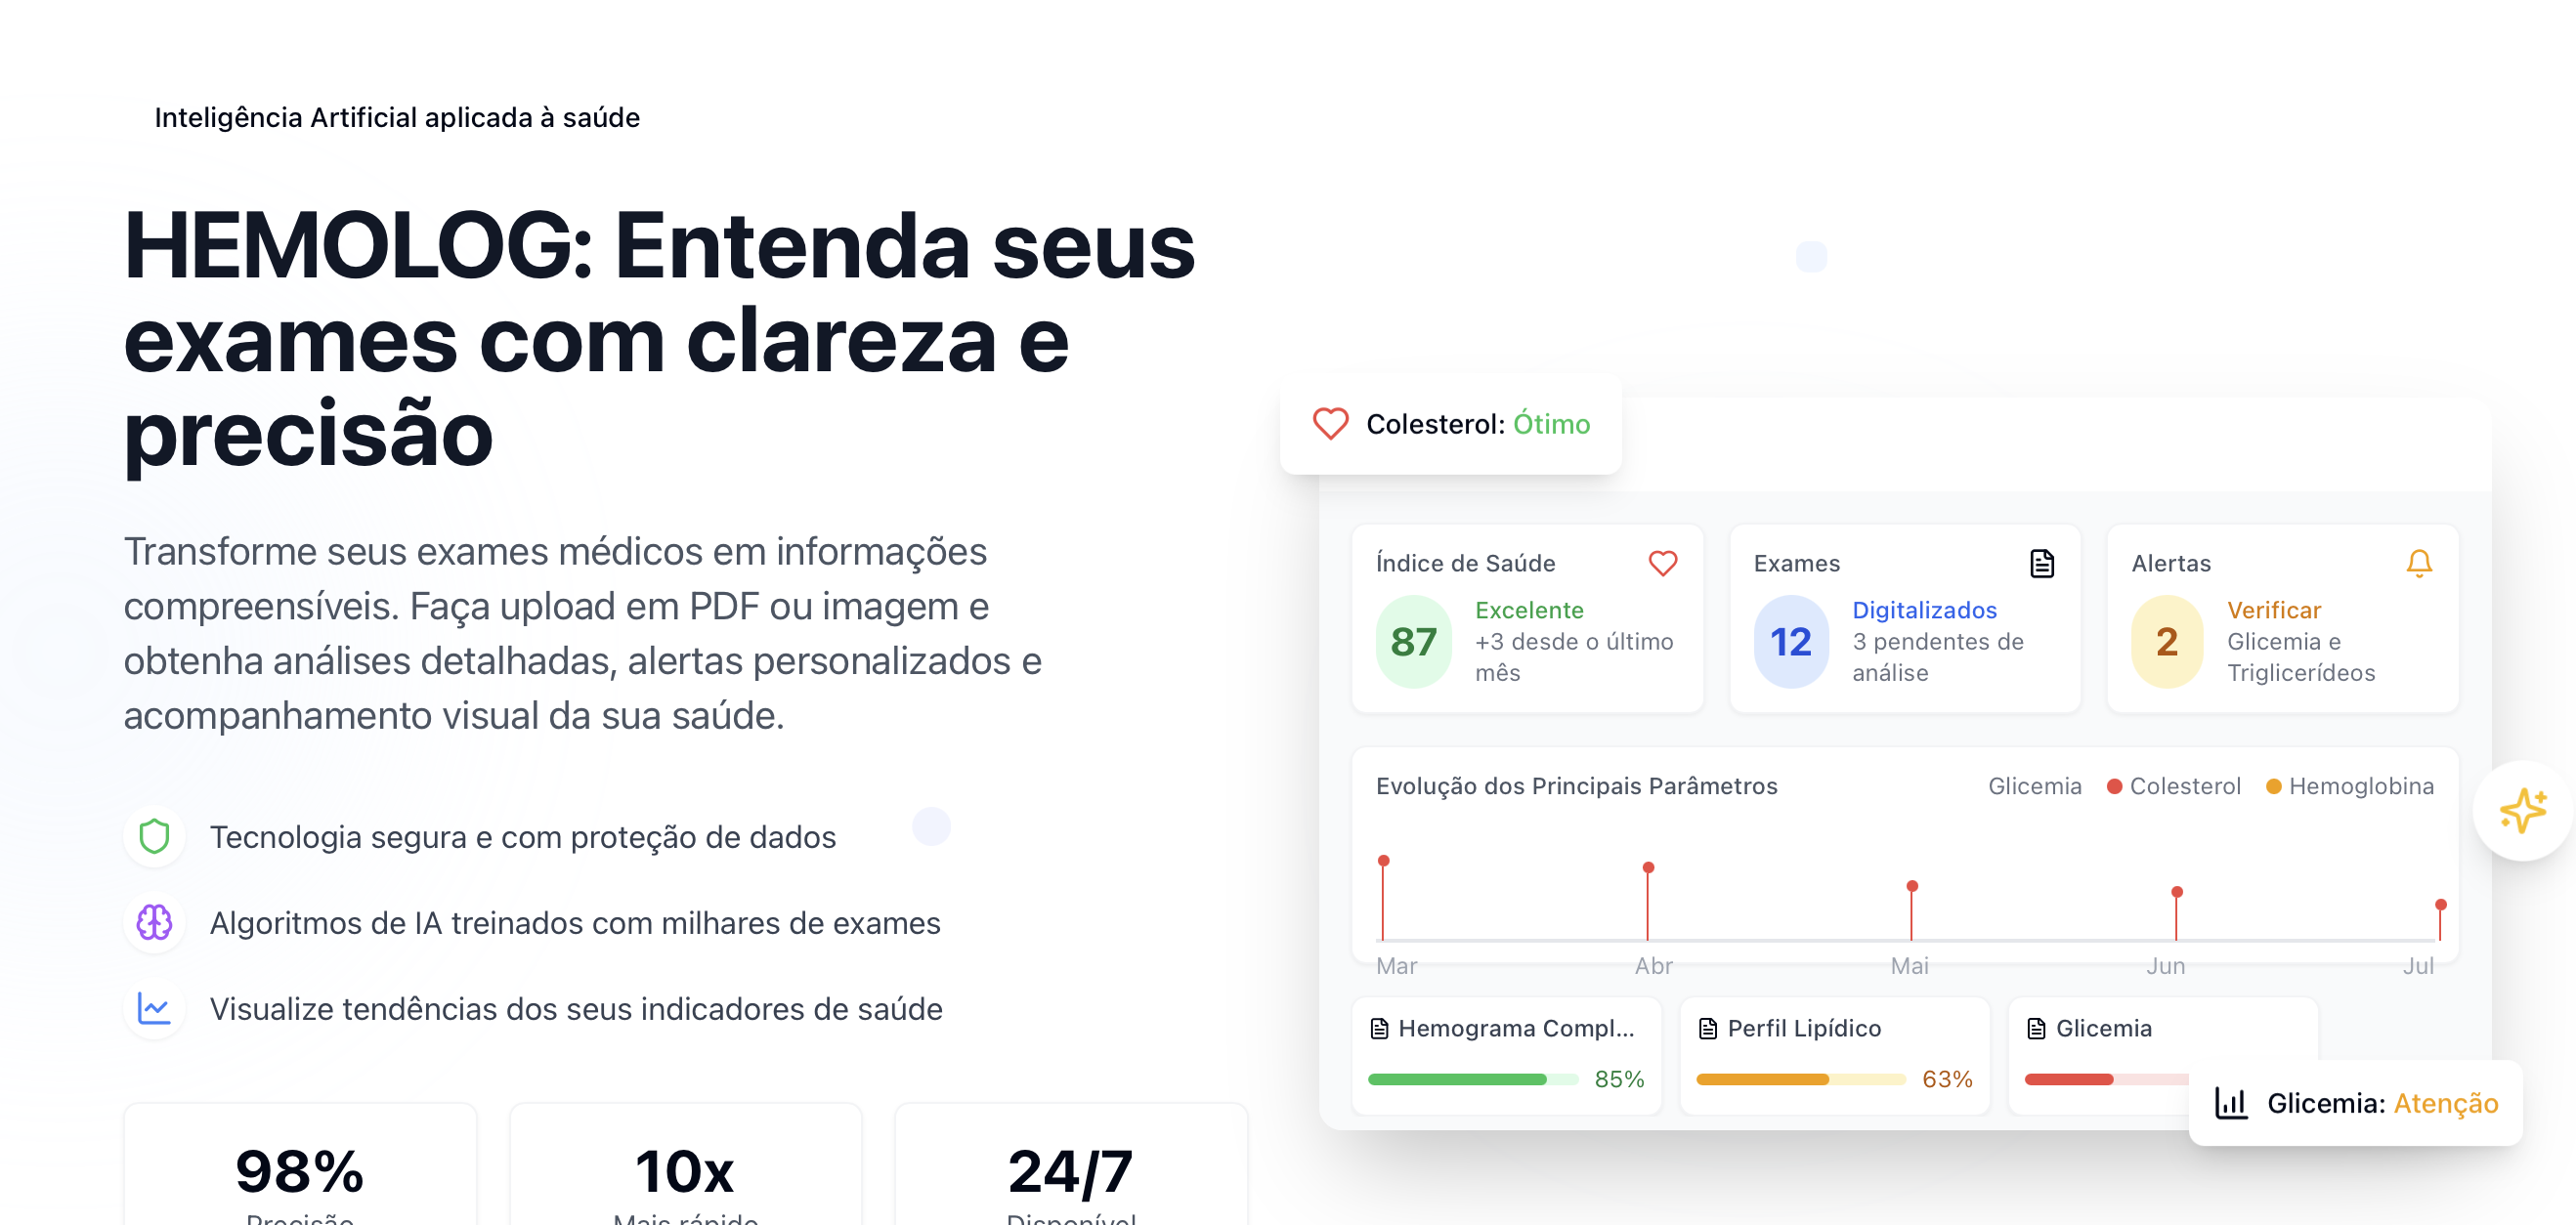 Inteligência Artificial aplicada à saúde
HEMOLOG: Entenda seus
exames com clareza e
precisão
Transforme seus exames médicos em informações
compreensíveis. Faça upload em PDF ou imagem e
obtenha análises detalhadas, alertas personalizados e
acompanhamento visual da sua saúde.
Tecnologia segura e com proteção de dados
Algoritmos de IA treinados com milhares de exames
Visualize tendências dos seus indicadores de saúde
98%
Precisão
10x
Mais rápido
24/7
Disponível
Colesterol: Ótimo
Índice de Saúde
87
Excelente
+3 desde o último
mês
Exames
12
Digitalizados
3 pendentes de
análise
Alertas
2
Verificar
Glicemia e
Triglicerídeos
Evolução dos Principais Parâmetros
Glicemia Colesterol Hemoglobina
Mar Abr Mai Jun Jul
Hemograma Compl...
85%
Perfil Lipídico
63%
Glicemia
Glicemia: Atenção